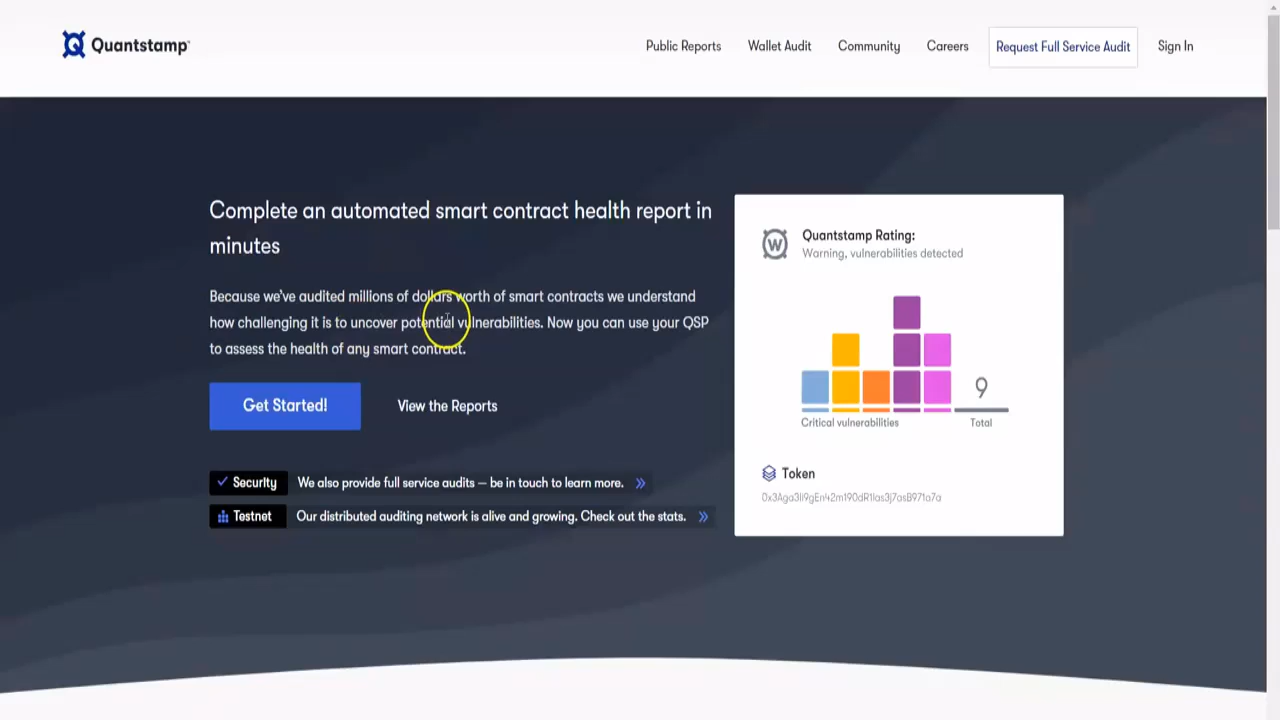 Quantstamp
Public Reports
Wallet Audit
Community
Careers
Request Full Service Audit
Sign In
Complete an automated smart contract health report in
minutes
Because we've audited millions of dollars worth of smart contracts we understand
how challenging it is to uncover potential vulnerabilities. Now you can use your QSP
to assess the health of any smart contract.
Get Started!
View the Reports
Security
We also provide full service audits — be in touch to learn more.
Testnet
Our distributed auditing network is alive and growing. Check out the stats.
Quantstamp Rating:
Warning, vulnerabilities detected
9
Critical vulnerabilities
Total
Token